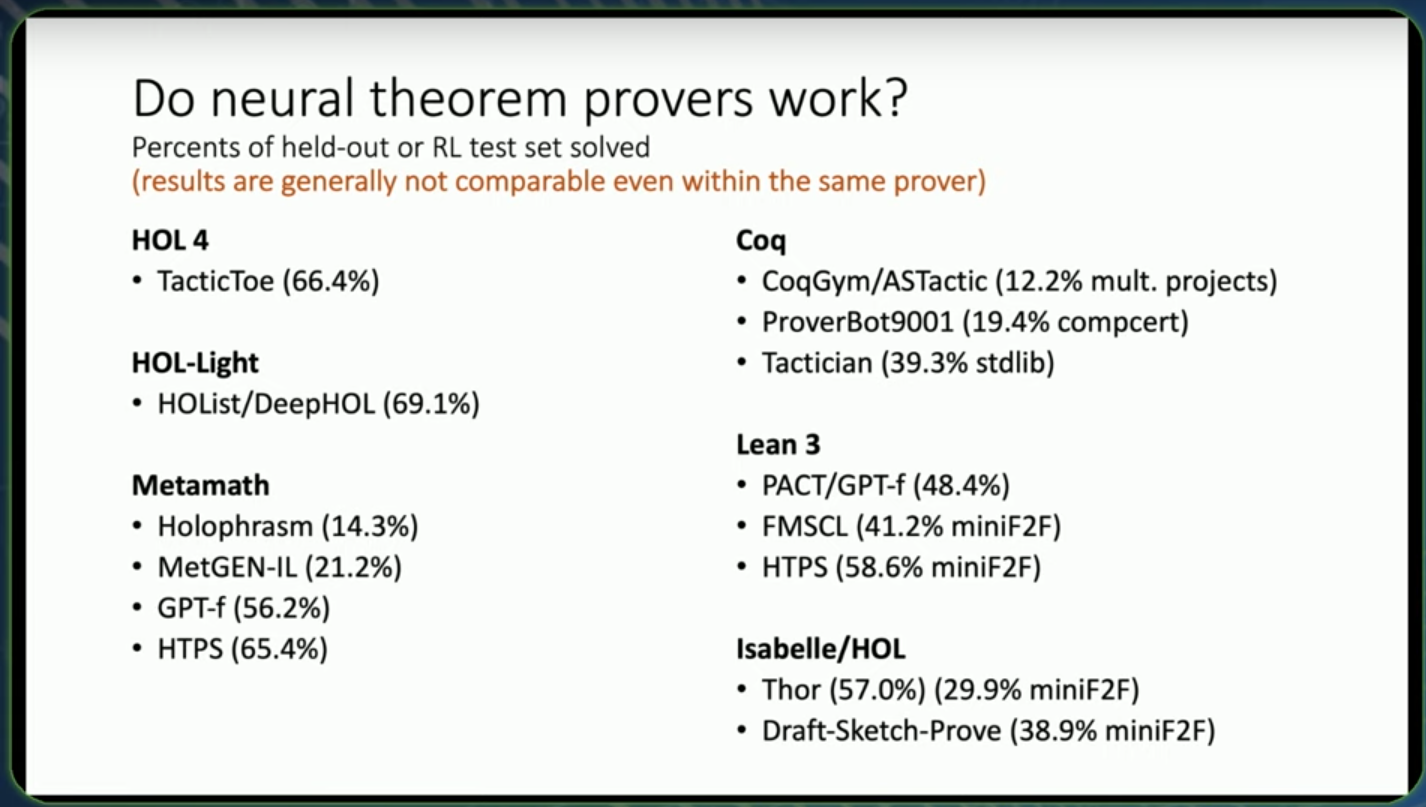 Do neural theorem provers work?
Percents of held-out or RL test set solved
(results are generally not comparable even within the same prover)
HOL 4
• TacticToe (66.4%)
HOL-Light
• HOList/DeepHOL (69.1%)
Metamath
• Holophrasm (14.3%)
• MetGEN-IL (21.2%)
• GPT-f (56.2%)
• HTPS (65.4%)
Coq
• CoqGym/ASTactic (12.2% mult. projects)
• ProverBot9001 (19.4% compcert)
• Tactician (39.3% stdlib)
Lean 3
• PACT/GPT-f (48.4%)
• FMSCL (41.2% miniF2F)
• HTPS (58.6% miniF2F)
Isabelle/HOL
• Thor (57.0%) (29.9% miniF2F)
• Draft-Sketch-Prove (38.9% miniF2F)